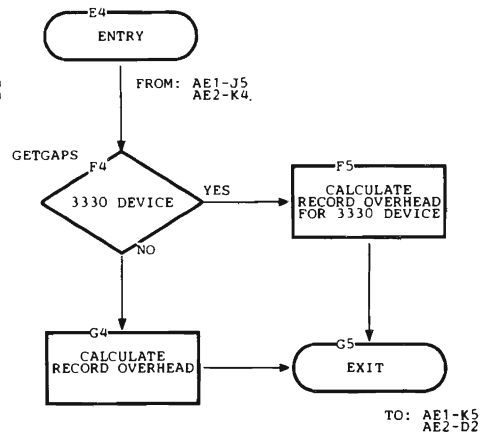 E4
ENTRY
FROM: AE1-J5
AE2-K4.
GETGAPS
F4
3330 DEVICE
YES
NO
F5
CALCULATE
RECORD OVERHEAD
FOR 3330 DEVICE
G4
CALCULATE
RECORD OVERHEAD
G5
EXIT
TO: AE1-K5
AE2-D2